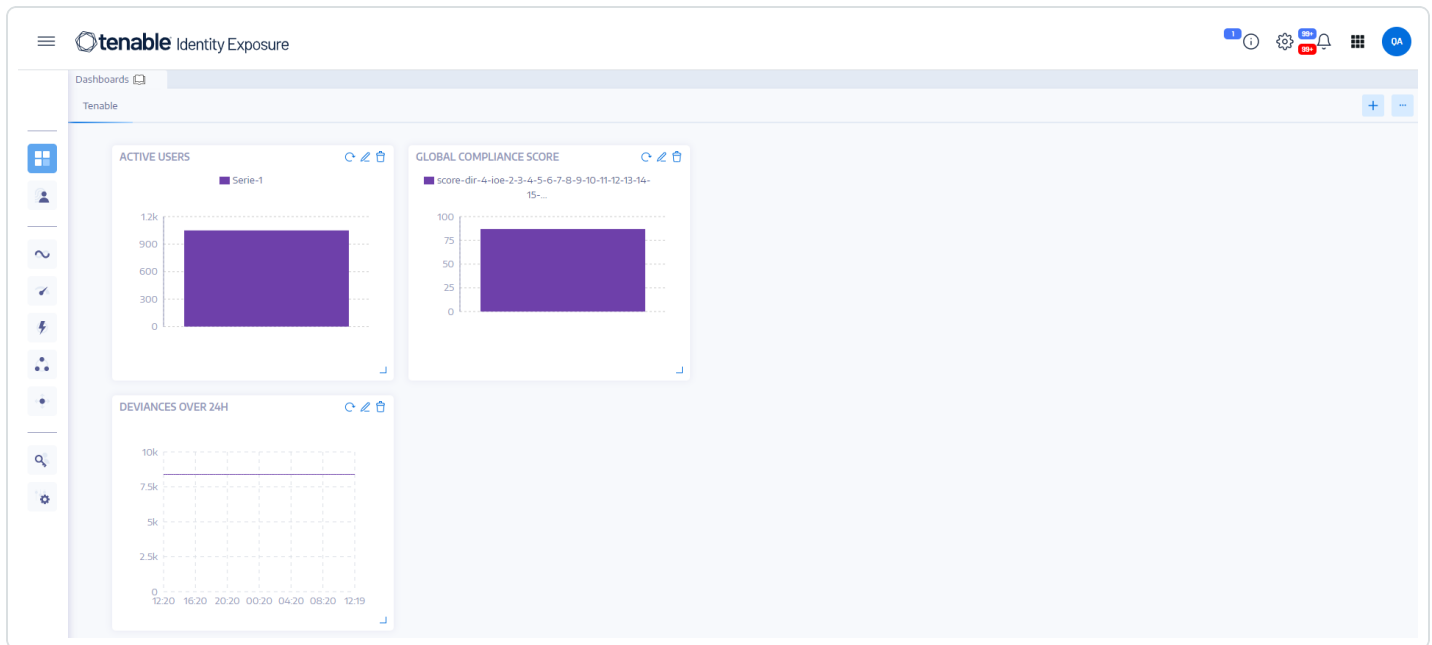 tenable Identity Exposure
1
99+
99+
QA
Dashboards
Tenable
ACTIVE USERS
Serie-1
1.2k
900
600
300
0
GLOBAL COMPLIANCE SCORE
score-dir-4-ioe-2-3-4-5-6-7-8-9-10-11-12-13-14-
15-...
100
75
50
25
0
DEVIANCES OVER 24H
10k
7.5k
5k
2.5k
0
12:20 16:20 20:20 00:20 04:20 08:20 12:19